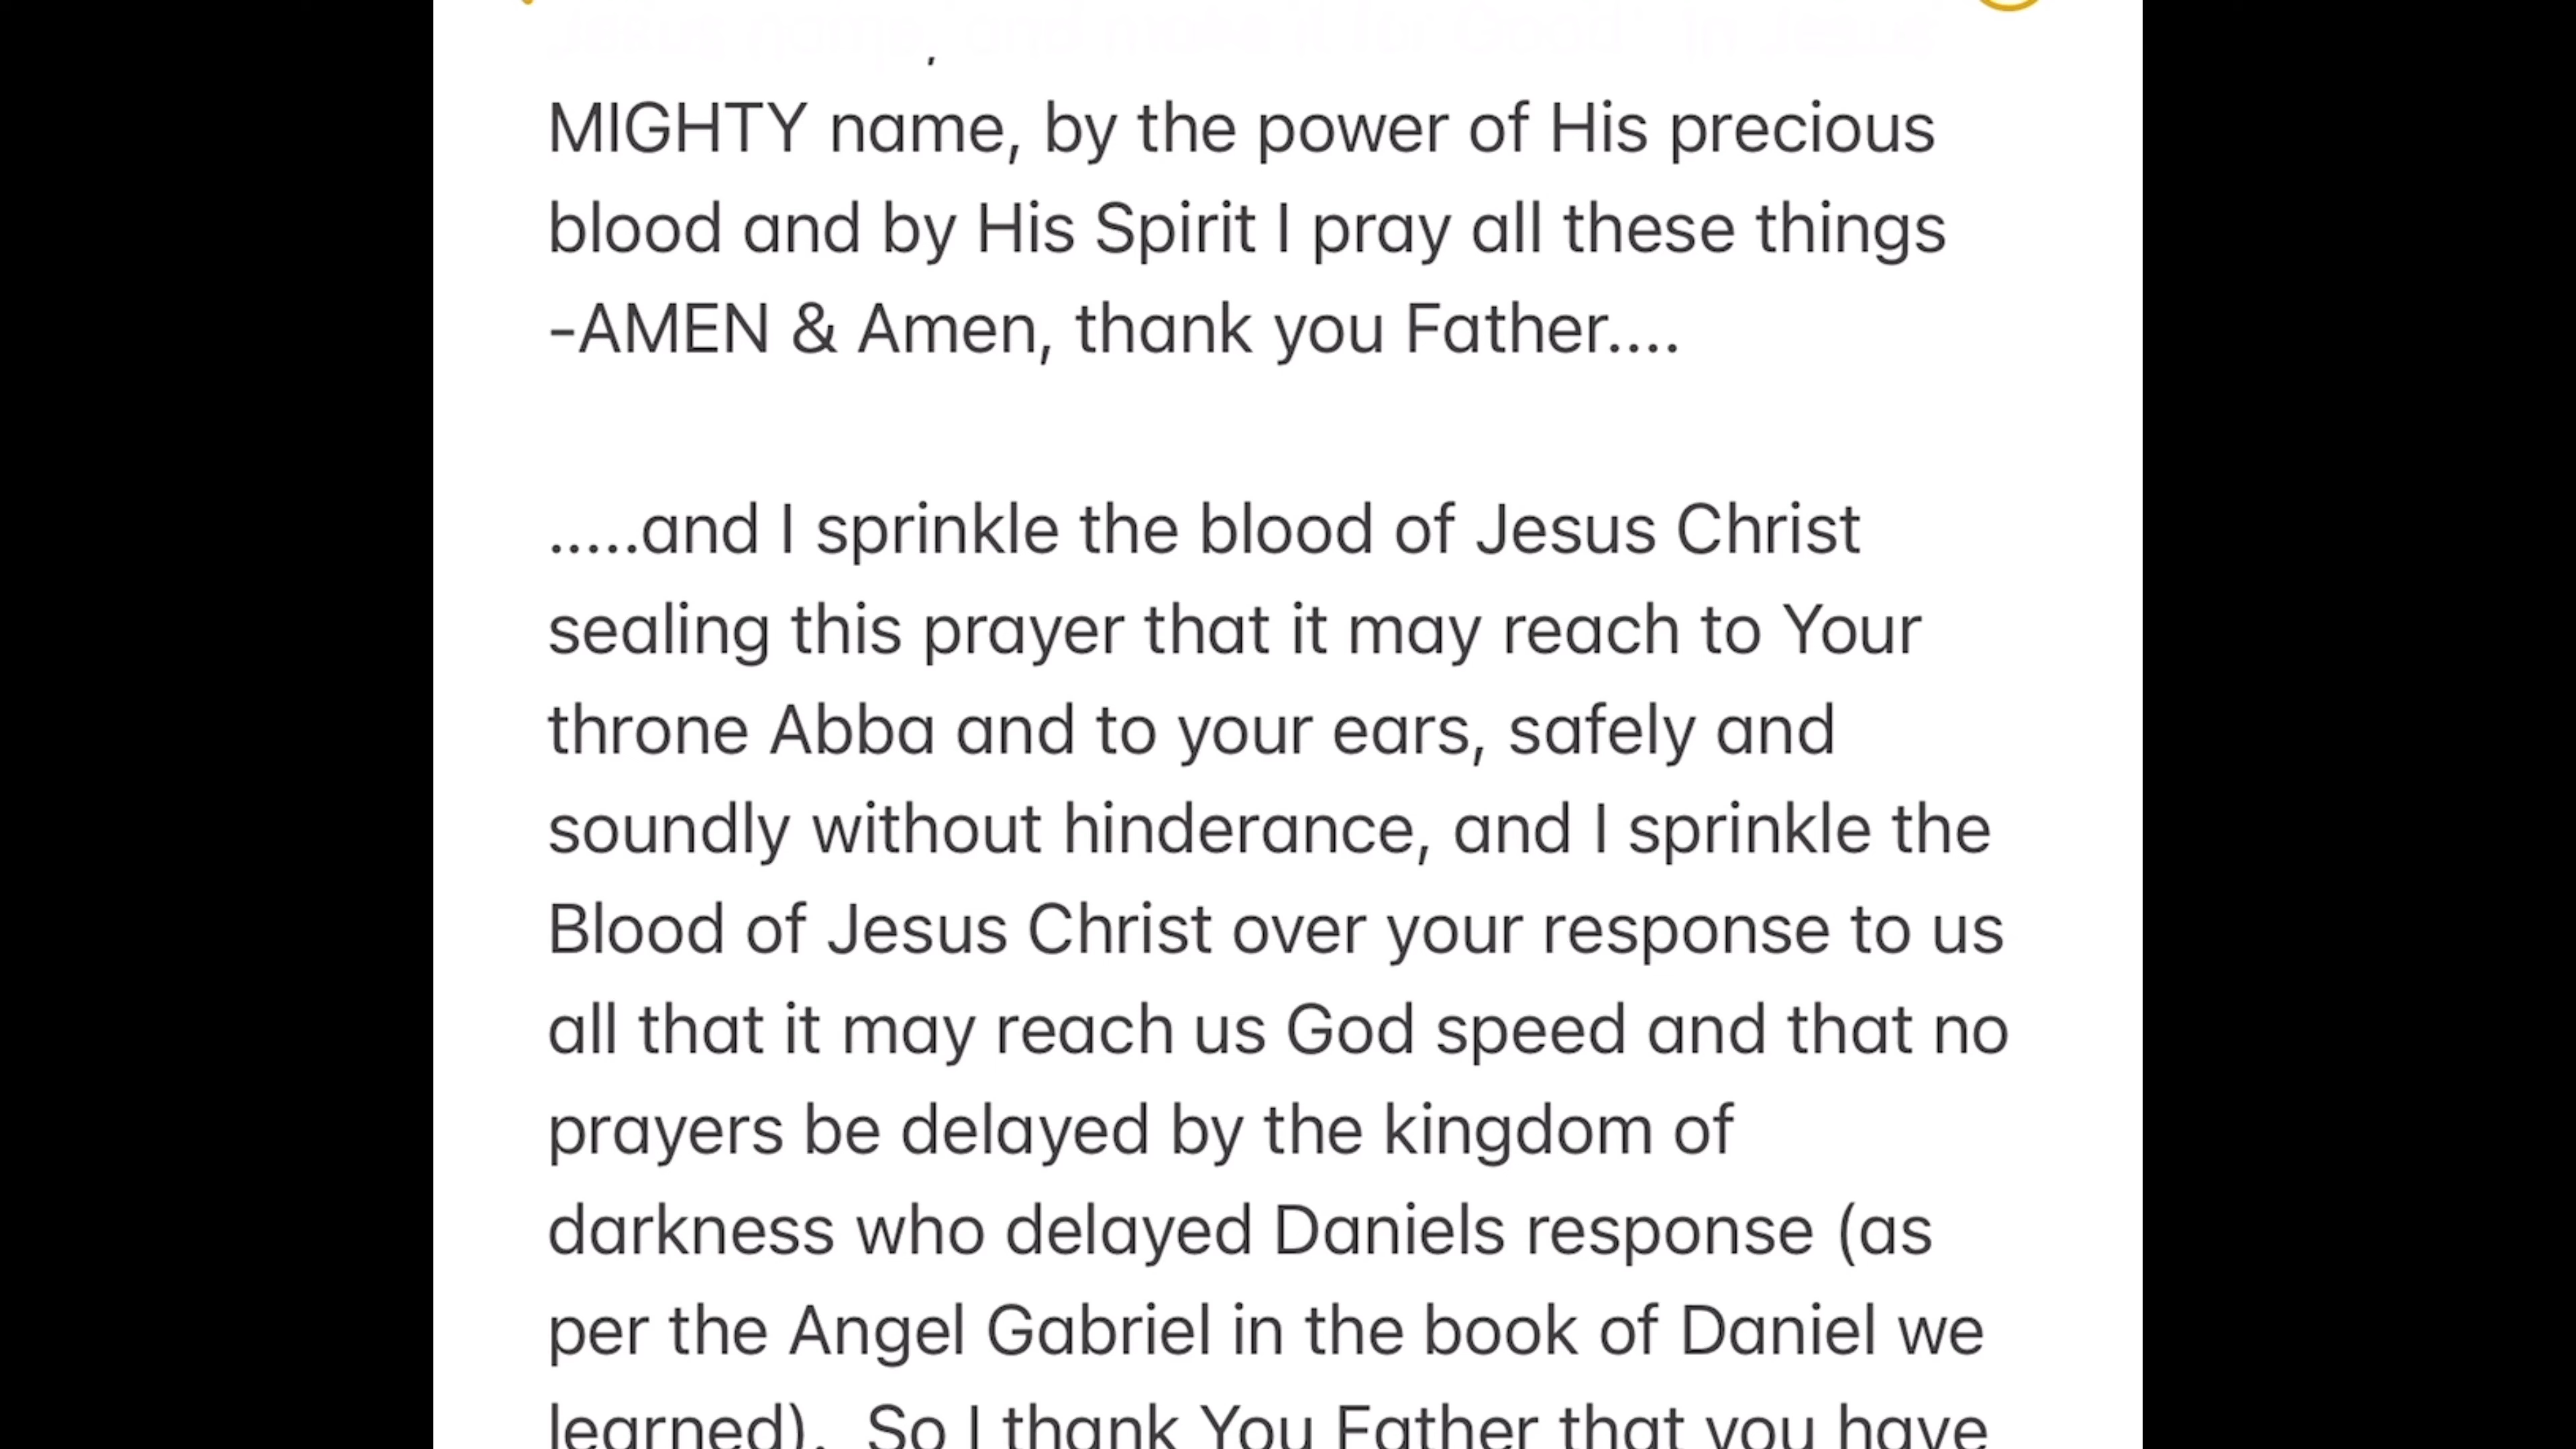 MIGHTY name, by the power of His precious
blood and by His Spirit I pray all these things
-AMEN & Amen, thank you Father....
.....and I sprinkle the blood of Jesus Christ
sealing this prayer that it may reach to Your
throne Abba and to your ears, safely and
soundly without hinderance, and I sprinkle the
Blood of Jesus Christ over your response to us
all that it may reach us God speed and that no
prayers be delayed by the kingdom of
darkness who delayed Daniels response (as
per the Angel Gabriel in the book of Daniel we
learned).  So I thank You Father that you have